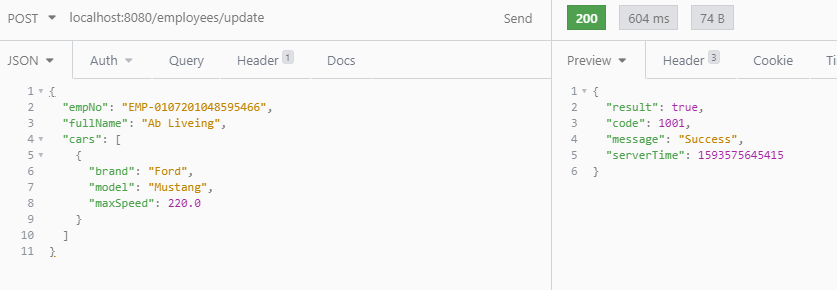 POST localhost:8080/employees/update Send 200 604 ms 74 B
JSON Auth Query Header 1 Docs Preview Header 3 Cookie
1 {
2 "empNo": "EMP-0107201048595466",
3 "fullName": "Ab Liveing",
4 "cars": [
5 {
6 "brand": "Ford",
7 "model": "Mustang",
8 "maxSpeed": 220.0
9 }
10 ]
11 }
1 {
2 "result": true,
3 "code": 1001,
4 "message": "Success",
5 "serverTime": 1593575645415
6 }